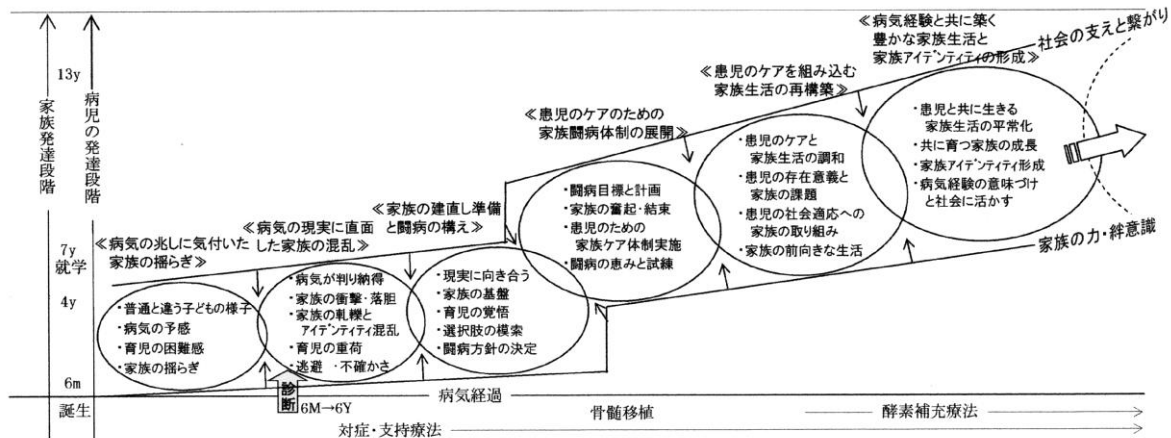 家族発達段階
病児の発達段階
13y
7y
就学
4y
6m
誕生
≪病気の兆しに気付いた
家族の揺らぎ≫
・普通と違う子どもの様子
・病気の予感
・育児の困難感
・家族の揺らぎ
≪病気の現実に直面
した家族の混乱≫
・病気が判り納得
・家族の衝撃・落胆
・家族の軋轢と
アイデンティティ混乱
・育児の重荷
・逃避・不確かさ
≪家族の建直し準備
と闘病の構え≫
・現実に向き合う
・家族の基盤
・育児の覚悟
・選択肢の模索
・闘病方針の決定
≪患児のケアのための
家族闘病体制の展開≫
・闘病目標と計画
・家族の奮起・結束
・患児のための
家族ケア体制実施
・闘病の恵みと試練
≪患児のケアを組み込む
家族生活の再構築≫
・患児のケアと
家族生活の調和
・患児の存在意義と
家族の課題
・患児の社会適応への
家族の取り組み
・家族の前向きな生活
≪病気経験と共に築く
豊かな家族生活と
家族アイデンティティの形成≫
・患児と共に生きる
家族生活の平常化
・共に育つ家族の成長
・家族アイデンティティ形成
・病気経験の意味づけ
と社会に活かす
社会の支えと繋がり
家族の力・絆意識
診断
6M→6Y
病気経過
対症・支持療法
骨髄移植
酵素補充療法